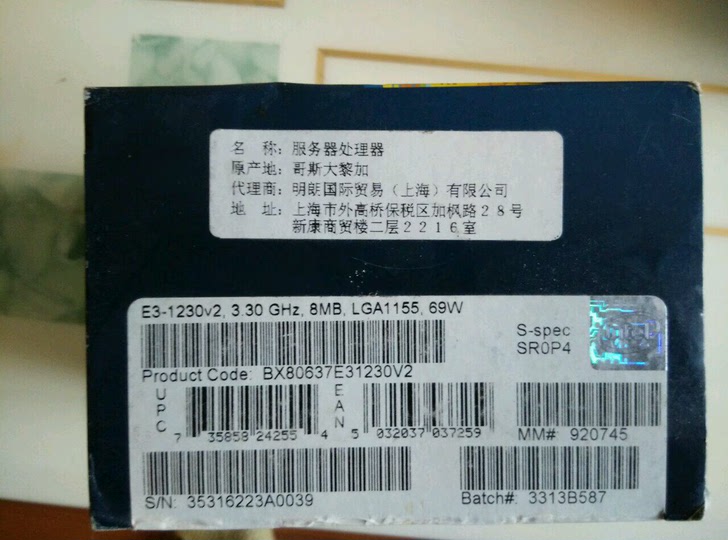 名　称：服务器处理器
原产地：哥斯大黎加
代理商：明朗国际贸易（上海）有限公司
地　址：上海市外高桥保税区加枫路２８号
新康商贸楼二层２２１６室
E3-1230v2, 3.30 GHz, 8MB, LGA1155, 69W
S-spec
SR0P4
Product Code: BX80637E31230V2
UPC 7 35858 24255 4
EAN 5 032037 037259
MM# 920745
S/N: 35316223A0039
Batch#: 3313B587